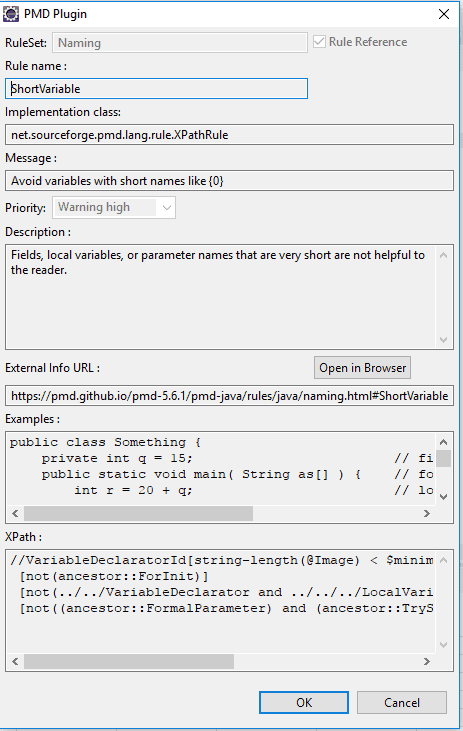 PMD Plugin
RuleSet: Naming Rule Reference
Rule name :
ShortVariable
Implementation class:
net.sourceforge.pmd.lang.rule.XPathRule
Message :
Avoid variables with short names like {0}
Priority: Warning high
Description :
Fields, local variables, or parameter names that are very short are not helpful to
the reader.
External Info URL : Open in Browser
https://pmd.github.io/pmd-5.6.1/pmd-java/rules/java/naming.html#ShortVariable
Examples :
public class Something {
    private int q = 15; // fi
    public static void main( String as[] ) { // fo
        int r = 20 + q; // lo
XPath :
//VariableDeclaratorId[string-length(@Image) < $minim
 [not(ancestor::ForInit)]
 [not(../../VariableDeclarator and ../../../LocalVari
 [not((ancestor::FormalParameter) and (ancestor::TryS
OK Cancel